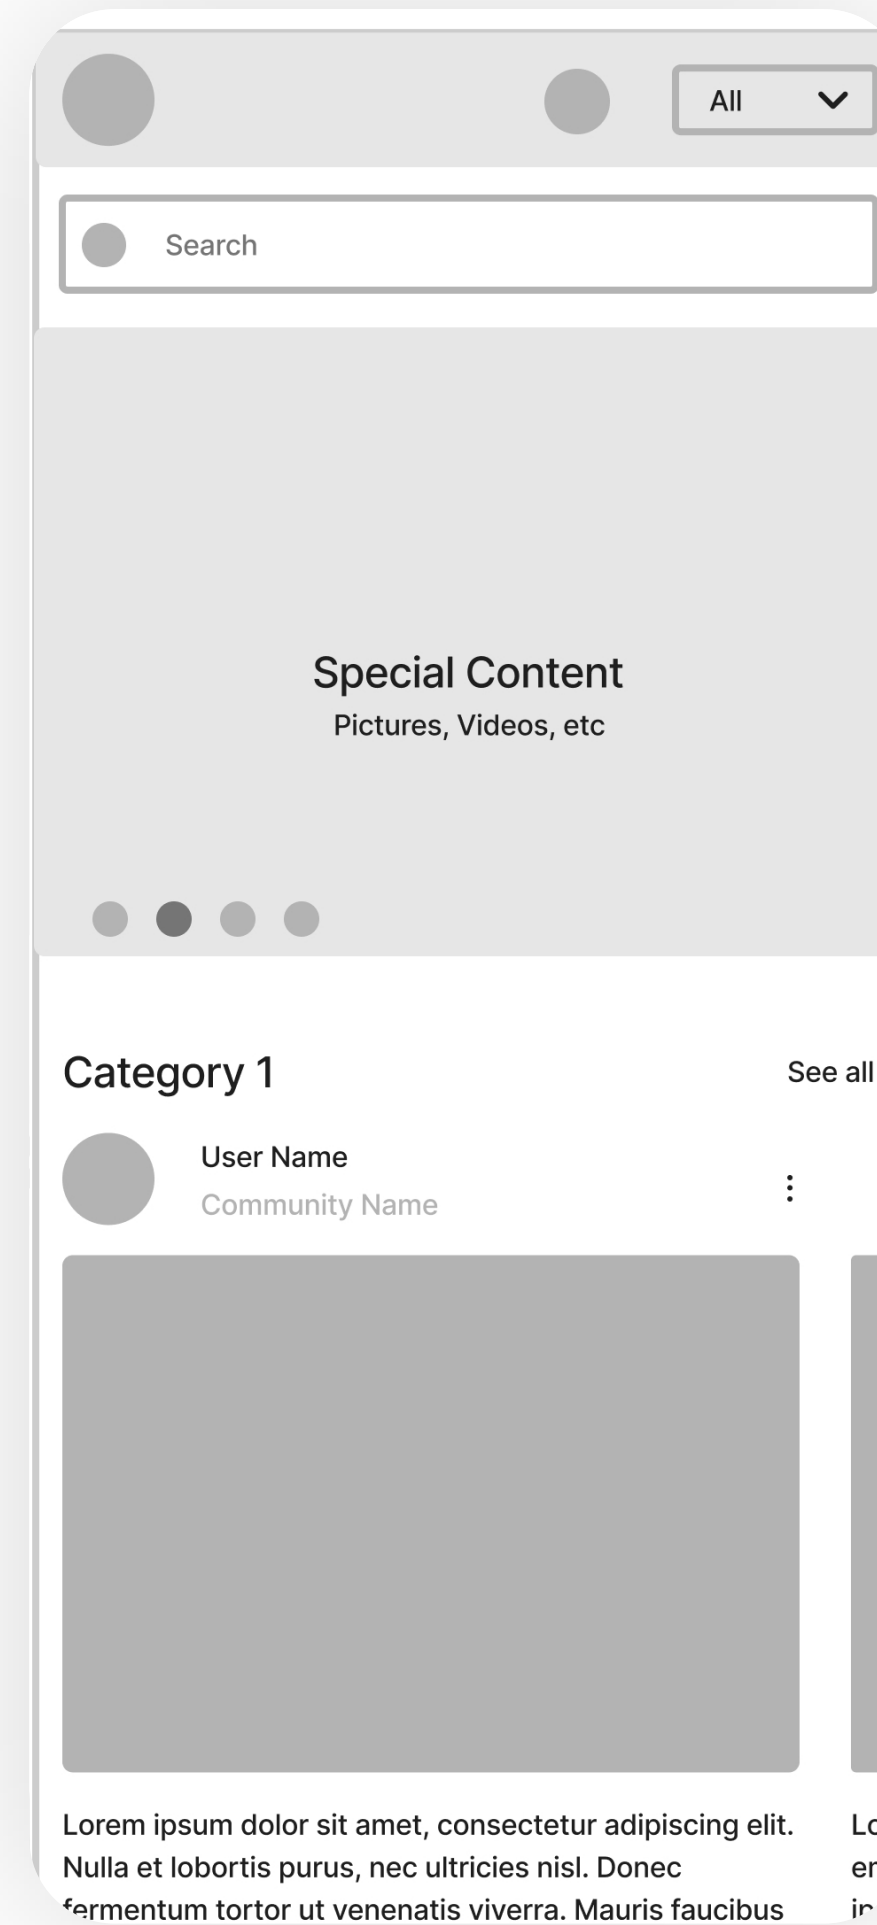 All
Search
Special Content
Pictures, Videos, etc
Category 1
See all
User Name
Community Name
Lorem ipsum dolor sit amet, consectetur adipiscing elit.
Nulla et lobortis purus, nec ultricies nisl. Donec
fermentum tortor ut venenatis viverra. Mauris faucibus